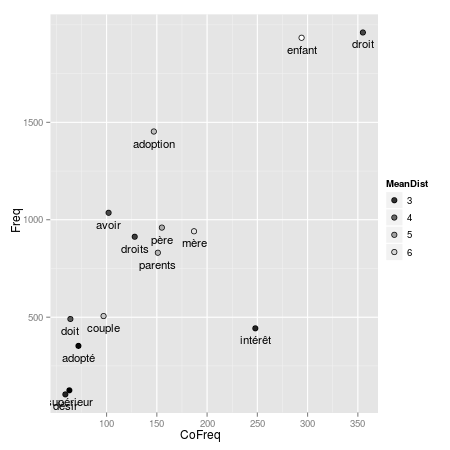 enfant
droit
1500
adoption
MeanDist
3
avoir
4
Freq
1000
père
mère
5
droits
6
parents
500
doit
couple
intérêt
adopté
supérieur
désir
100
150
200
250
300
350
CoFreq